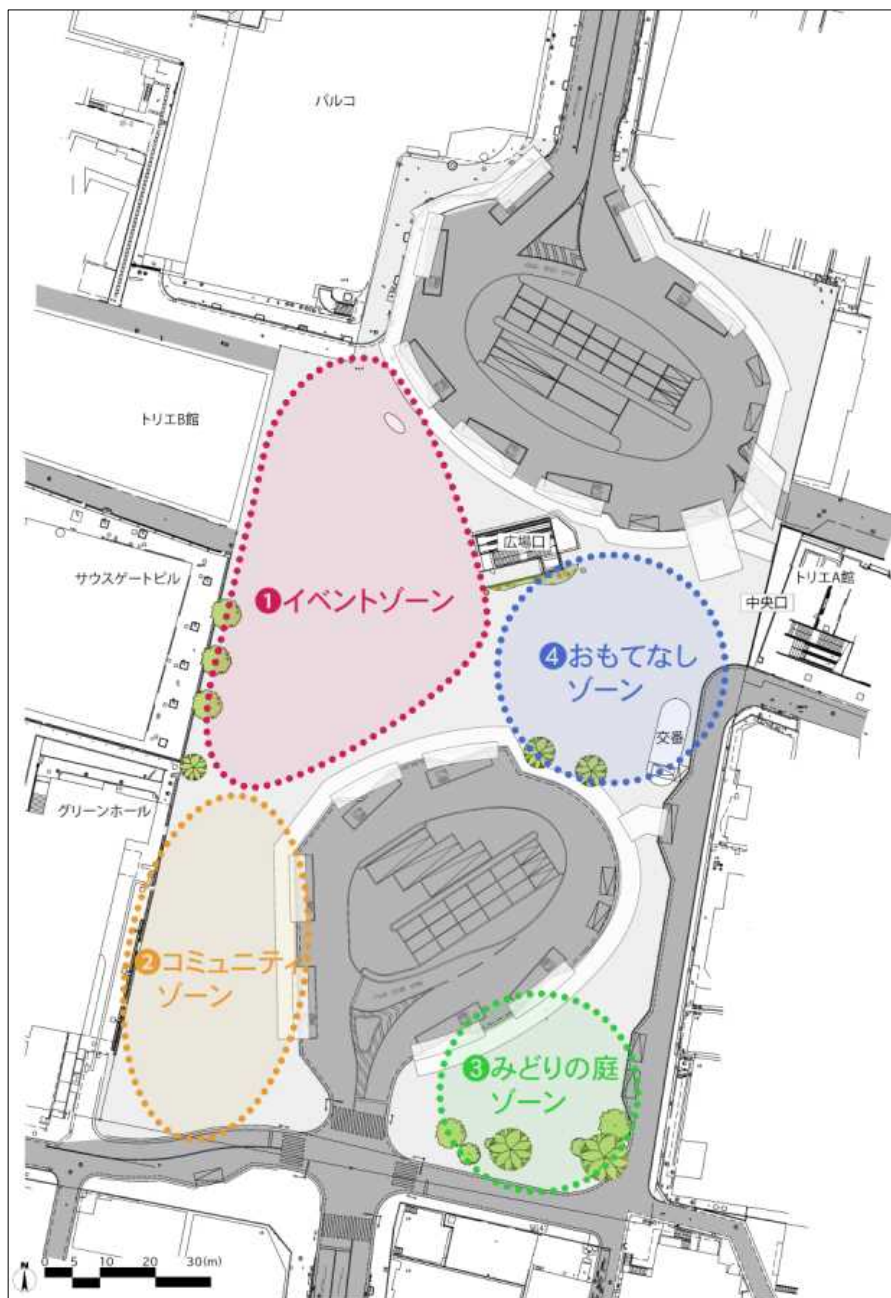 パルコ
トリエB館
広場口
サウスゲートビル
トリエA館
中央口
❶イベントゾーン
❹おもてなし
ゾーン
交番
グリーンホール
❷コミュニティ
ゾーン
❸みどりの庭
ゾーン
N
0 5 10 20 30(m)